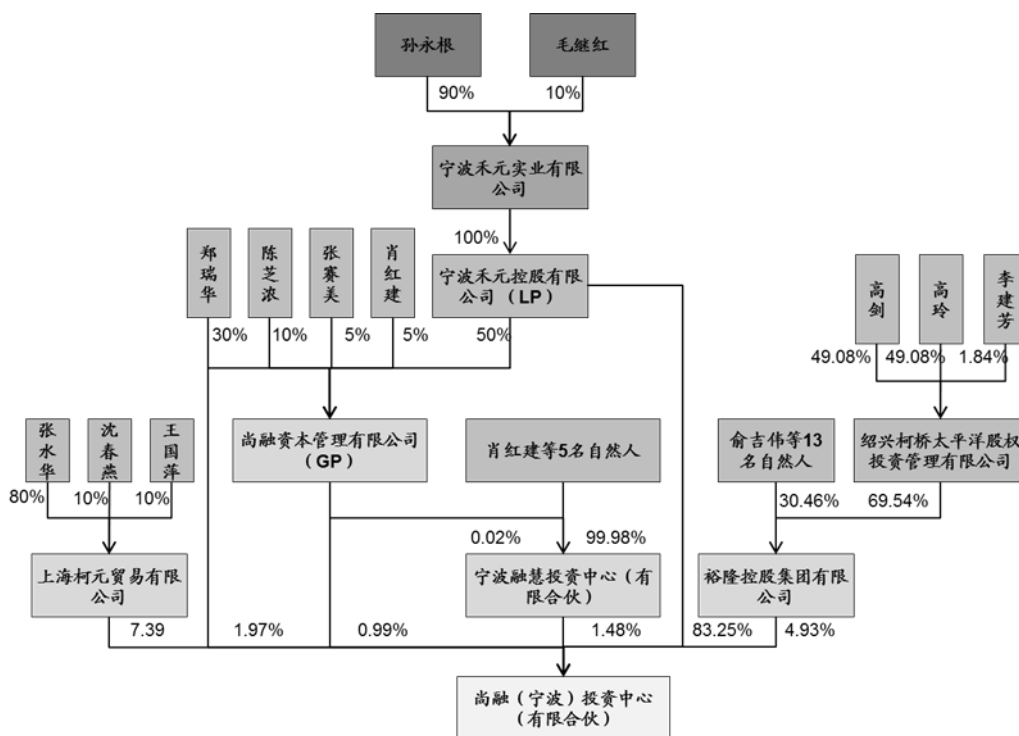 孙永根
毛继红
90%
10%
宁波禾元实业有限
公司
100%
郑瑞华
陈芝浓
张赛美
肖红建
宁波禾元控股有限
公司（LP）
高剑
高玲
李建芳
30%
10%
5%
5%
50%
49.08%
49.08%
1.84%
张水华
沈春燕
王国萍
尚融资本管理有限公司
（GP）
肖红建等5名自然人
俞吉伟等13
名自然人
绍兴柯桥太平洋股权
投资管理有限公司
80%
10%
10%
30.46%
69.54%
0.02%
99.98%
上海柯元贸易有限
公司
宁波融慧投资中心（有
限合伙）
裕隆控股集团有限
公司
7.39
1.97%
0.99%
1.48%
83.25%
4.93%
尚融（宁波）投资中心
（有限合伙）